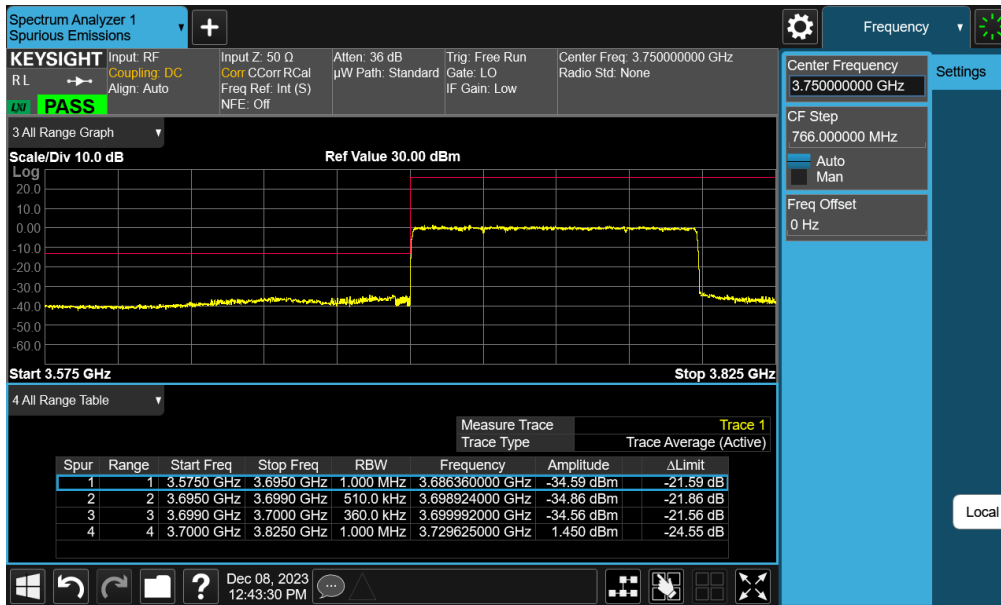 Spectrum Analyzer 1
Spurious Emissions
Frequency
KEYSIGHT Input: RF Input Z: 50 Ω Atten: 36 dB Trig: Free Run Center Freq: 3.750000000 GHz
RL Coupling: DC Corr CCorr RCal µW Path: Standard Gate: LO Radio Std: None
Align: Auto Freq Ref: Int (S) IF Gain: Low
LXI PASS NFE: Off
Center Frequency
3.750000000 GHz
Settings
CF Step
766.000000 MHz
Auto
Man
Freq Offset
0 Hz
3 All Range Graph
Scale/Div 10.0 dB Ref Value 30.00 dBm
Log
20.0
10.0
0.00
-10.0
-20.0
-30.0
-40.0
-50.0
-60.0
Start 3.575 GHz Stop 3.825 GHz
4 All Range Table
Measure Trace Trace 1
Trace Type Trace Average (Active)
Spur Range Start Freq Stop Freq RBW Frequency Amplitude ΔLimit
1 1 3.5750 GHz 3.6950 GHz 1.000 MHz 3.686360000 GHz -34.59 dBm -21.59 dB
2 2 3.6950 GHz 3.6990 GHz 510.0 kHz 3.698924000 GHz -34.86 dBm -21.86 dB
3 3 3.6990 GHz 3.7000 GHz 360.0 kHz 3.699992000 GHz -34.56 dBm -21.56 dB
4 4 3.7000 GHz 3.8250 GHz 1.000 MHz 3.729625000 GHz 1.450 dBm -24.55 dB
Local
Dec 08, 2023
12:43:30 PM